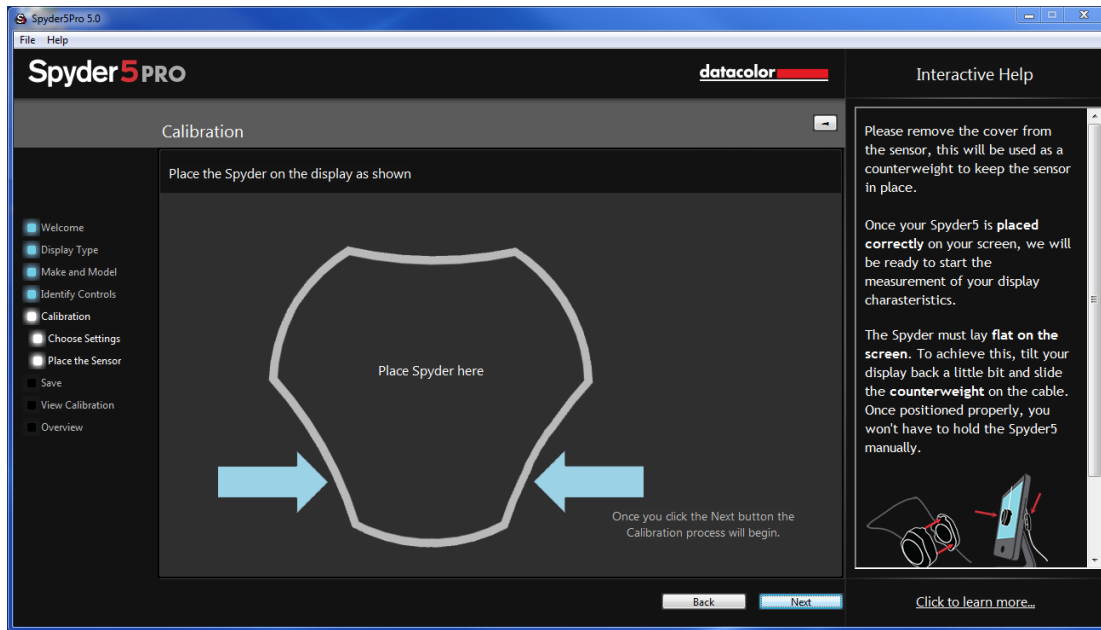 Spyder5Pro 5.0
File Help
Spyder5PRO
datacolor
Interactive Help
Calibration
Place the Spyder on the display as shown
Welcome
Display Type
Make and Model
Identify Controls
Calibration
Choose Settings
Place the Sensor
Save
View Calibration
Overview
Place Spyder here
Once you click the Next button the
Calibration process will begin.
Back
Next
Please remove the cover from
the sensor, this will be used as a
counterweight to keep the sensor
in place.
Once your Spyder5 is placed
correctly on your screen, we will
be ready to start the
measurement of your display
charasteristics.
The Spyder must lay flat on the
screen. To achieve this, tilt your
display back a little bit and slide
the counterweight on the cable.
Once positioned properly, you
won't have to hold the Spyder5
manually.
Click to learn more...